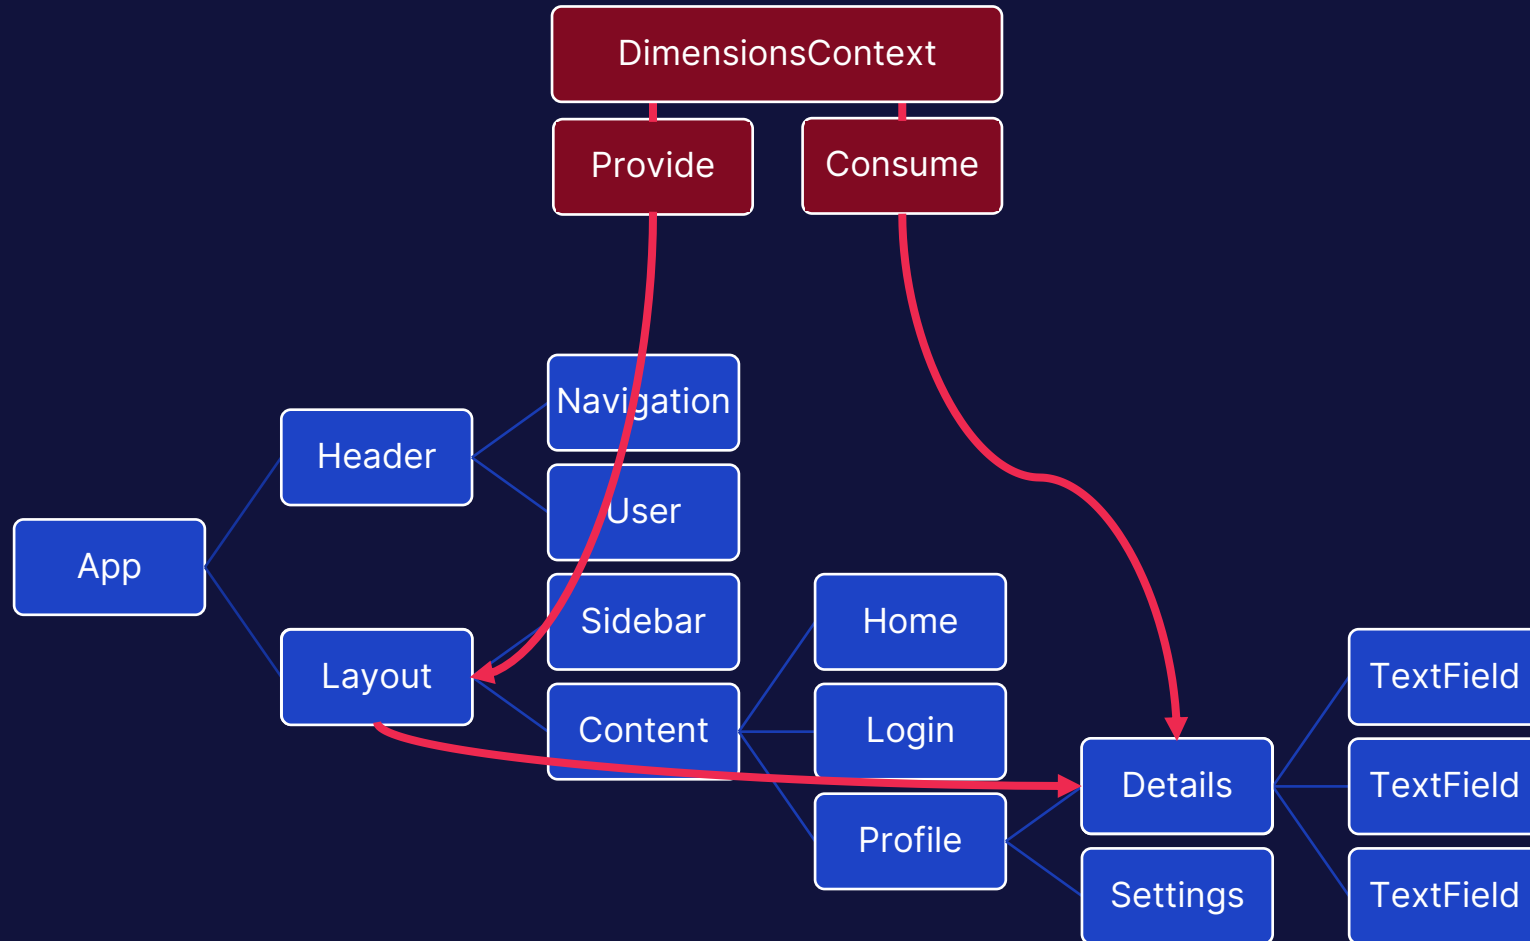 DimensionsContext
Provide
Consume
Navigation
Header
User
App
Sidebar
Home
Layout
TextField
Content
Login
Details
TextField
Profile
Settings
TextField